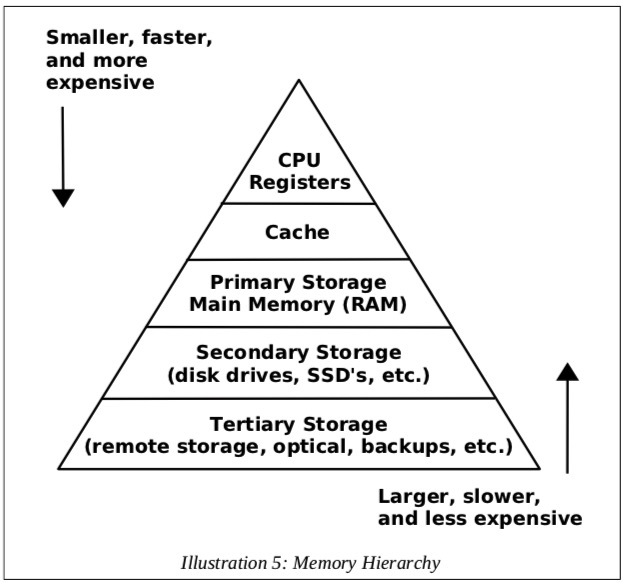 Smaller, faster,
and more
expensive
CPU
Registers
Cache
Primary Storage
Main Memory (RAM)
Secondary Storage
(disk drives, SSD's, etc.)
Tertiary Storage
(remote storage, optical, backups, etc.)
Larger, slower,
and less expensive
Illustration 5: Memory Hierarchy